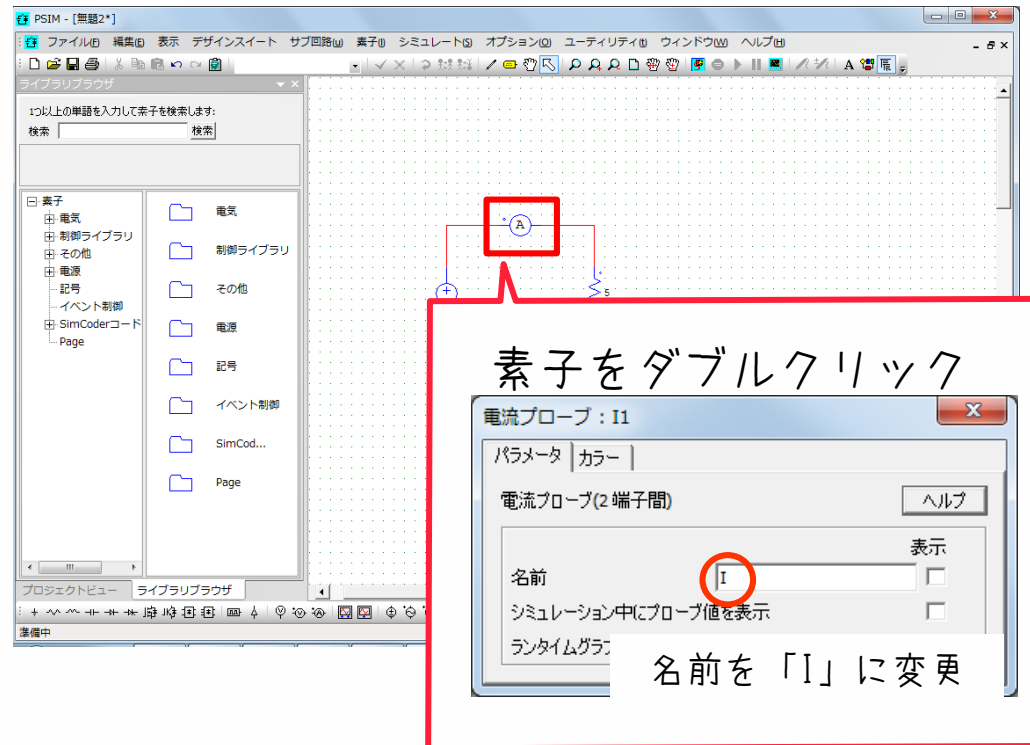 PSIM - [無題2*]
ファイル(F) 編集(E) 表示 デザインスイート サブ回路(u) 素子(I) シミュレート(S) オプション(O) ユーティリティ(t) ウィンドウ(W) ヘルプ(H)
ライブラリブラウザ
1つ以上の単語を入力して素子を検索します:
検索 検索
素子
電気
制御ライブラリ
その他
電源
記号
イベント制御
SimCoderコード
Page
電気
制御ライブラリ
その他
電源
記号
イベント制御
SimCod...
Page
A
5
プロジェクトビュー ライブラリブラウザ
準備中
素子をダブルクリック
電流プローブ:I1
パラメータ カラー
電流プローブ(2 端子間)
ヘルプ
表示
名前 I
シミュレーション中にプローブ値を表示
ランタイムグラフ
名前を「I」に変更